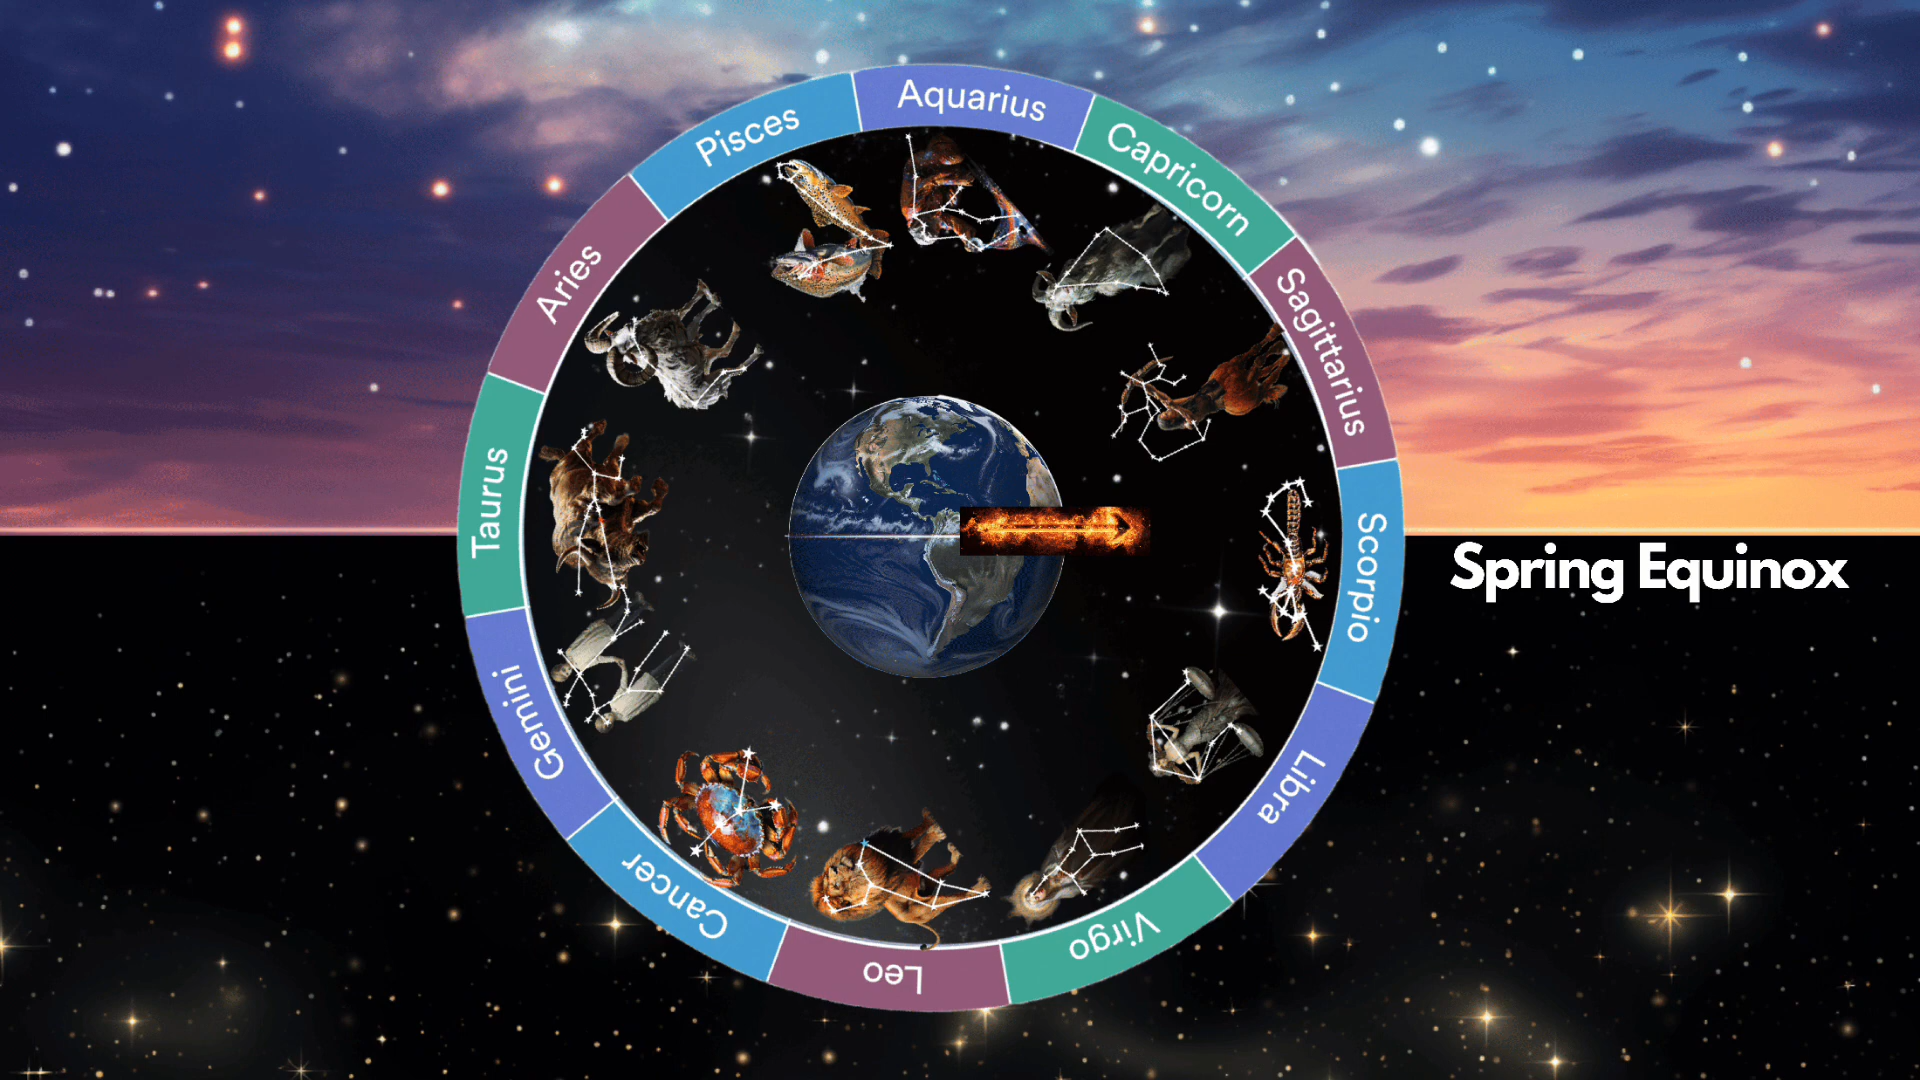 Aquarius
Capricorn
Sagittarius
Scorpio
Libra
Virgo
Leo
Cancer
Gemini
Taurus
Aries
Pisces
Spring Equinox